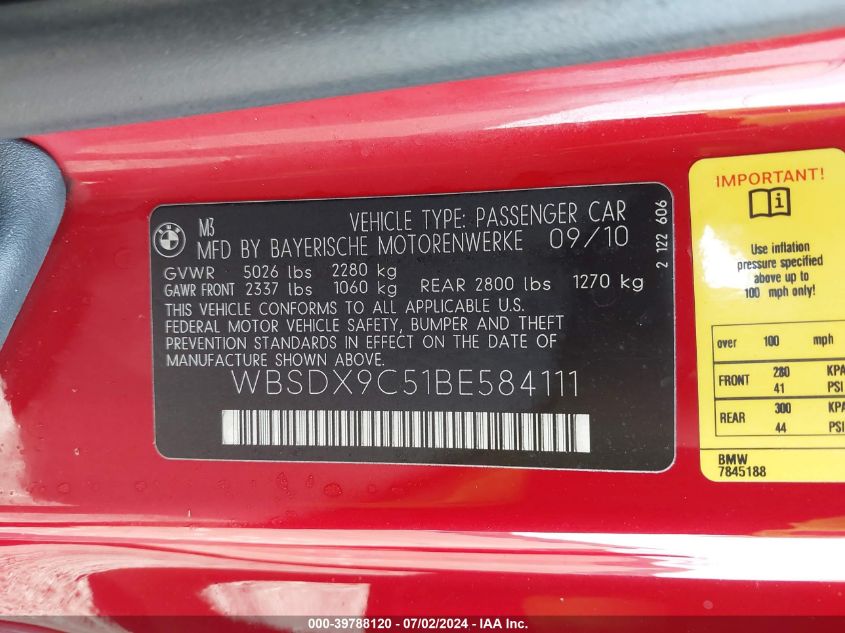 BMW
M3 VEHICLE TYPE: PASSENGER CAR
MFD BY BAYERISCHE MOTORENWERKE 09/10
GVWR 5026 lbs 2280 kg
GAWR FRONT 2337 lbs 1060 kg REAR 2800 lbs 1270 kg
THIS VEHICLE CONFORMS TO ALL APPLICABLE U.S.
FEDERAL MOTOR VEHICLE SAFETY, BUMPER AND THEFT
PREVENTION STANDARDS IN EFFECT ON THE DATE OF
MANUFACTURE SHOWN ABOVE.
WBSDX9C51BE584111
2 122 606
IMPORTANT!
i
Use inflation
pressure specified
above up to
100 mph only!
over 100 mph
FRONT 280 KPA
41 PSI
REAR 300 KPA
44 PSI
BMW
7845188
000-39788120 - 07/02/2024 - IAA Inc.